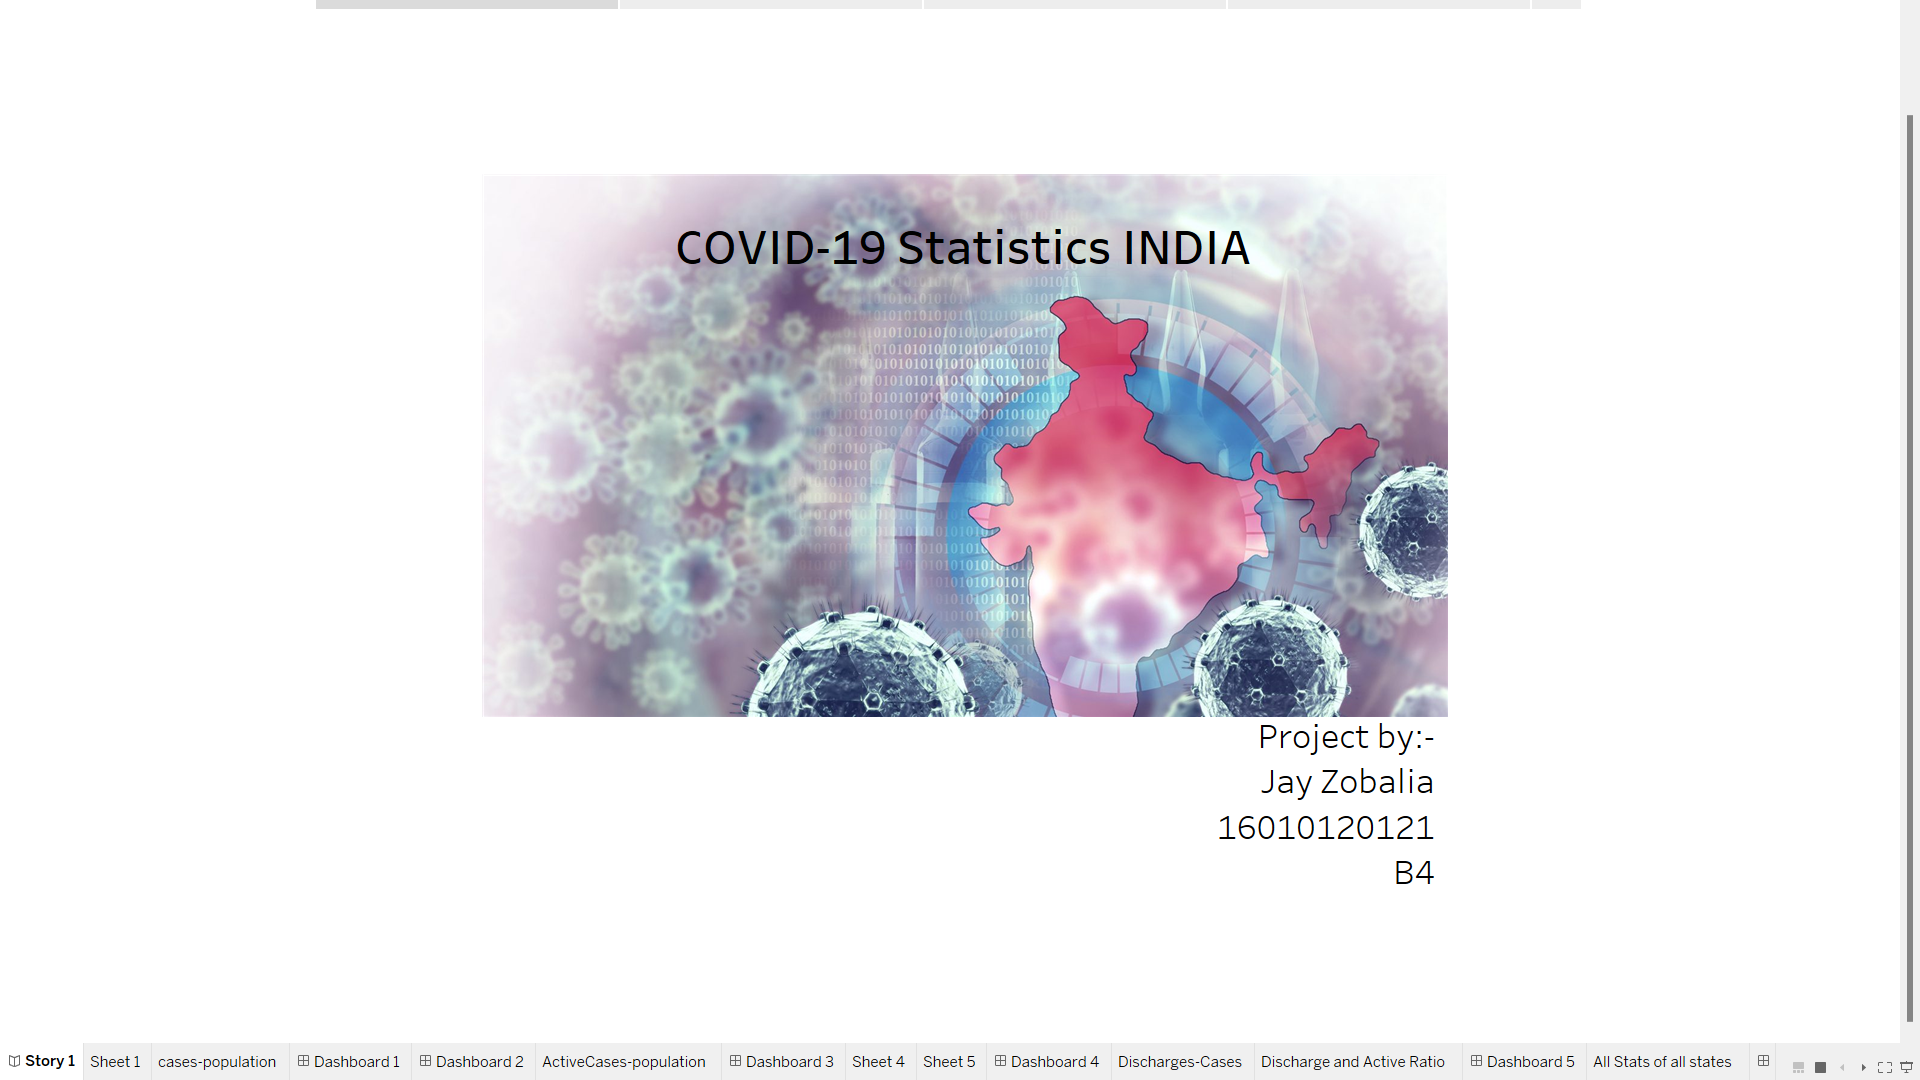 COVID-19 Statistics INDIA
Project by:-
Jay Zobalia
16010120121
B4
Story 1 Sheet 1 cases-population Dashboard 1 Dashboard 2 ActiveCases-population Dashboard 3 Sheet 4 Sheet 5 Dashboard 4 Discharges-Cases Discharge and Active Ratio Dashboard 5 All Stats of all states